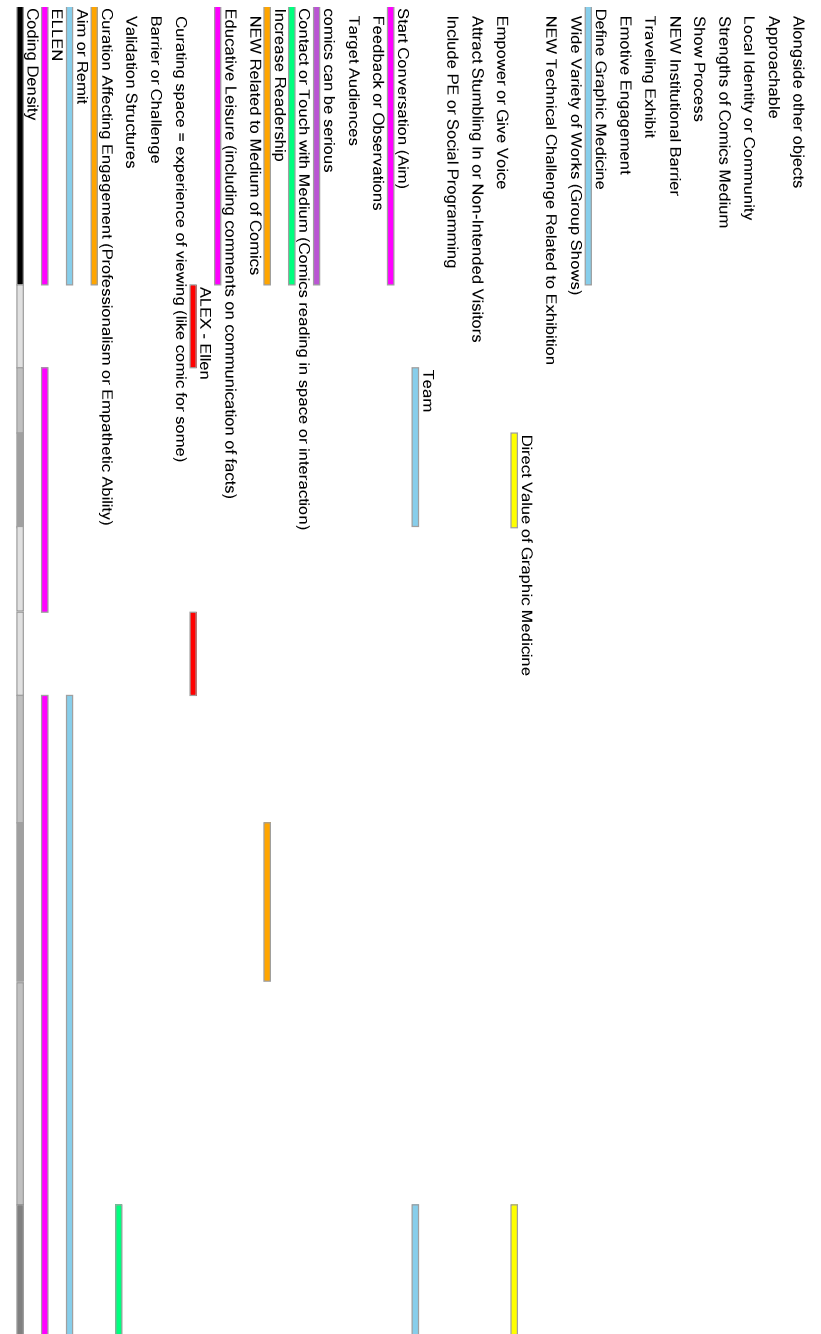 Alongside other objects
Approachable
Local Identity or Community
Strengths of Comics Medium
Show Process
NEW Institutional Barrier
Traveling Exhibit
Emotive Engagement
Define Graphic Medicine
Wide Variety of Works (Group Shows)
NEW Technical Challenge Related to Exhibition
Direct Value of Graphic Medicine
Empower or Give Voice
Attract Stumbling In or Non-Intended Visitors
Include PE or Social Programming
Team
Start Conversation (Aim)
Feedback or Observations
Target Audiences
comics can be serious
Contact or Touch with Medium (Comics reading in space or interaction)
Increase Readership
NEW Related to Medium of Comics
Educative Leisure (including comments on communication of facts)
ALEX - Ellen
Curating space = experience of viewing (like comic for some)
Barrier or Challenge
Validation Structures
Curation Affecting Engagement (Professionalism or Empathetic Ability)
Aim or Remit
ELLEN
Coding Density